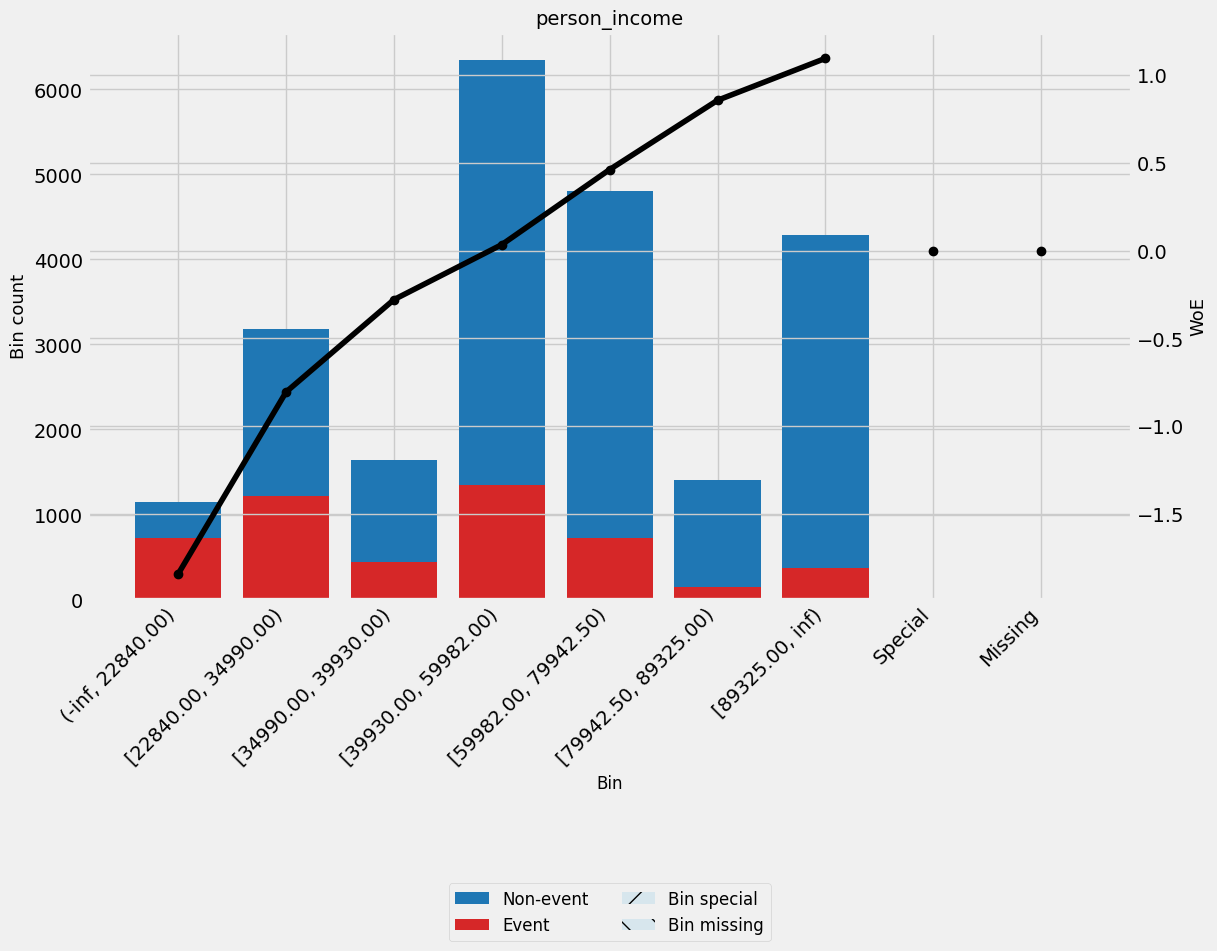 person_income
6000
5000
4000
3000
2000
1000
0
Bin count
1.0
0.5
0.0
−0.5
−1.0
−1.5
WoE
(-inf, 22840.00)
[22840.00, 34990.00)
[34990.00, 39930.00)
[39930.00, 59982.00)
[59982.00, 79942.50)
[79942.50, 89325.00)
[89325.00, inf)
Special
Missing
Bin
Non-event
Event
Bin special
Bin missing